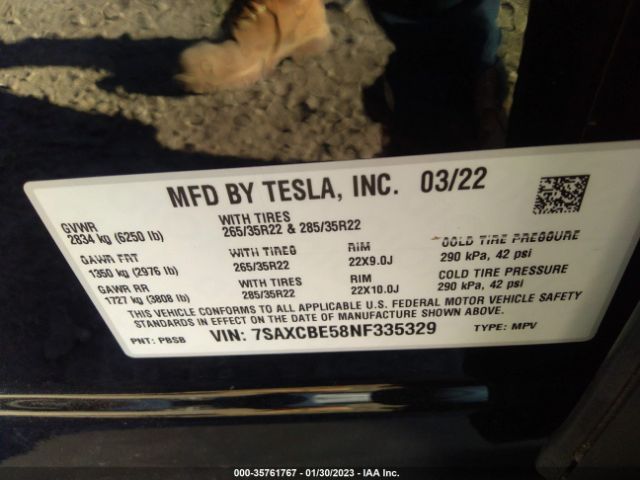 MFD BY TESLA, INC. 03/22
GVWR
2834 kg (6250 lb)
WITH TIRES
265/35R22 & 285/35R22
GAWR FRT
1350 kg (2976 lb)
WITH TIRES
265/35R22
RIM
22X9.0J
COLD TIRE PRESSURE
290 kPa, 42 psi
GAWR RR
1727 kg (3808 lb)
WITH TIRES
285/35R22
RIM
22X10.0J
COLD TIRE PRESSURE
290 kPa, 42 psi
THIS VEHICLE CONFORMS TO ALL APPLICABLE U.S. FEDERAL MOTOR VEHICLE SAFETY
STANDARDS IN EFFECT ON THE DATE OF MANUFACTURE SHOWN ABOVE.
PNT: PBSB VIN: 7SAXCBE58NF335329 TYPE: MPV
000-35761767 - 01/30/2023 - IAA Inc.